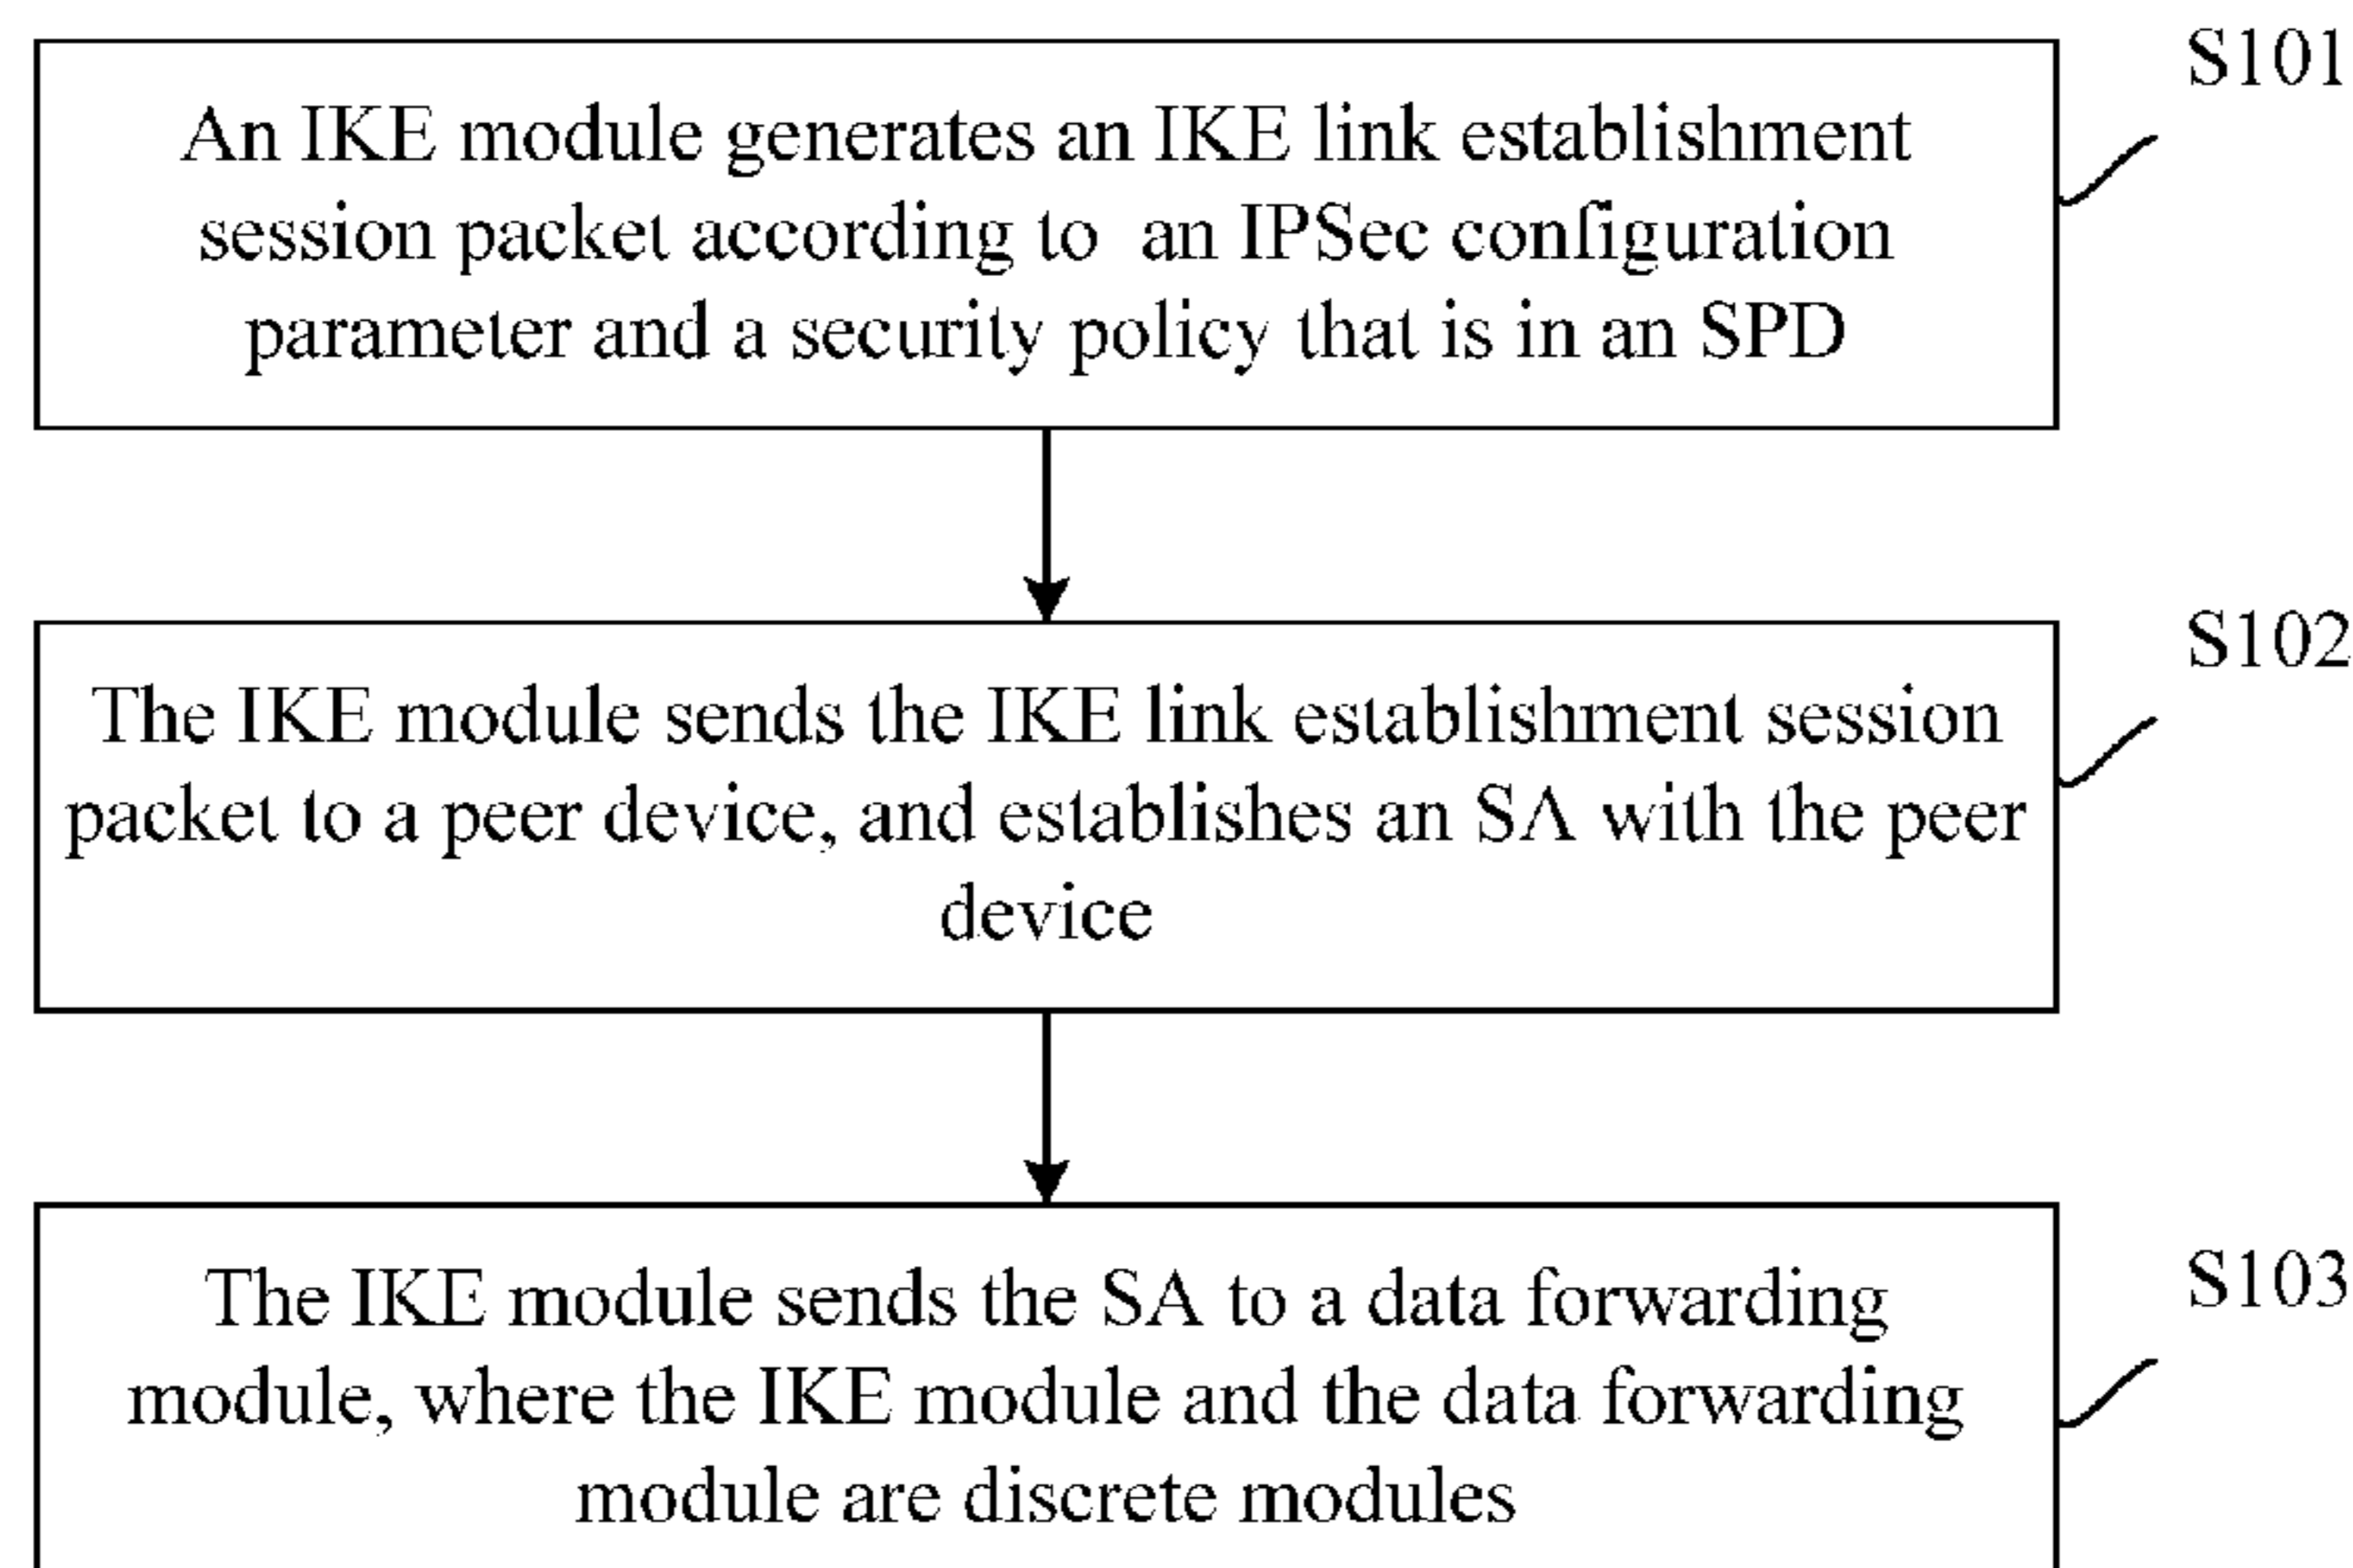 S101
An IKE module generates an IKE link establishment
session packet according to an IPSec configuration
parameter and a security policy that is in an SPD
S102
The IKE module sends the IKE link establishment session
packet to a peer device, and establishes an SA with the peer
device
S103
The IKE module sends the SA to a data forwarding
module, where the IKE module and the data forwarding
module are discrete modules